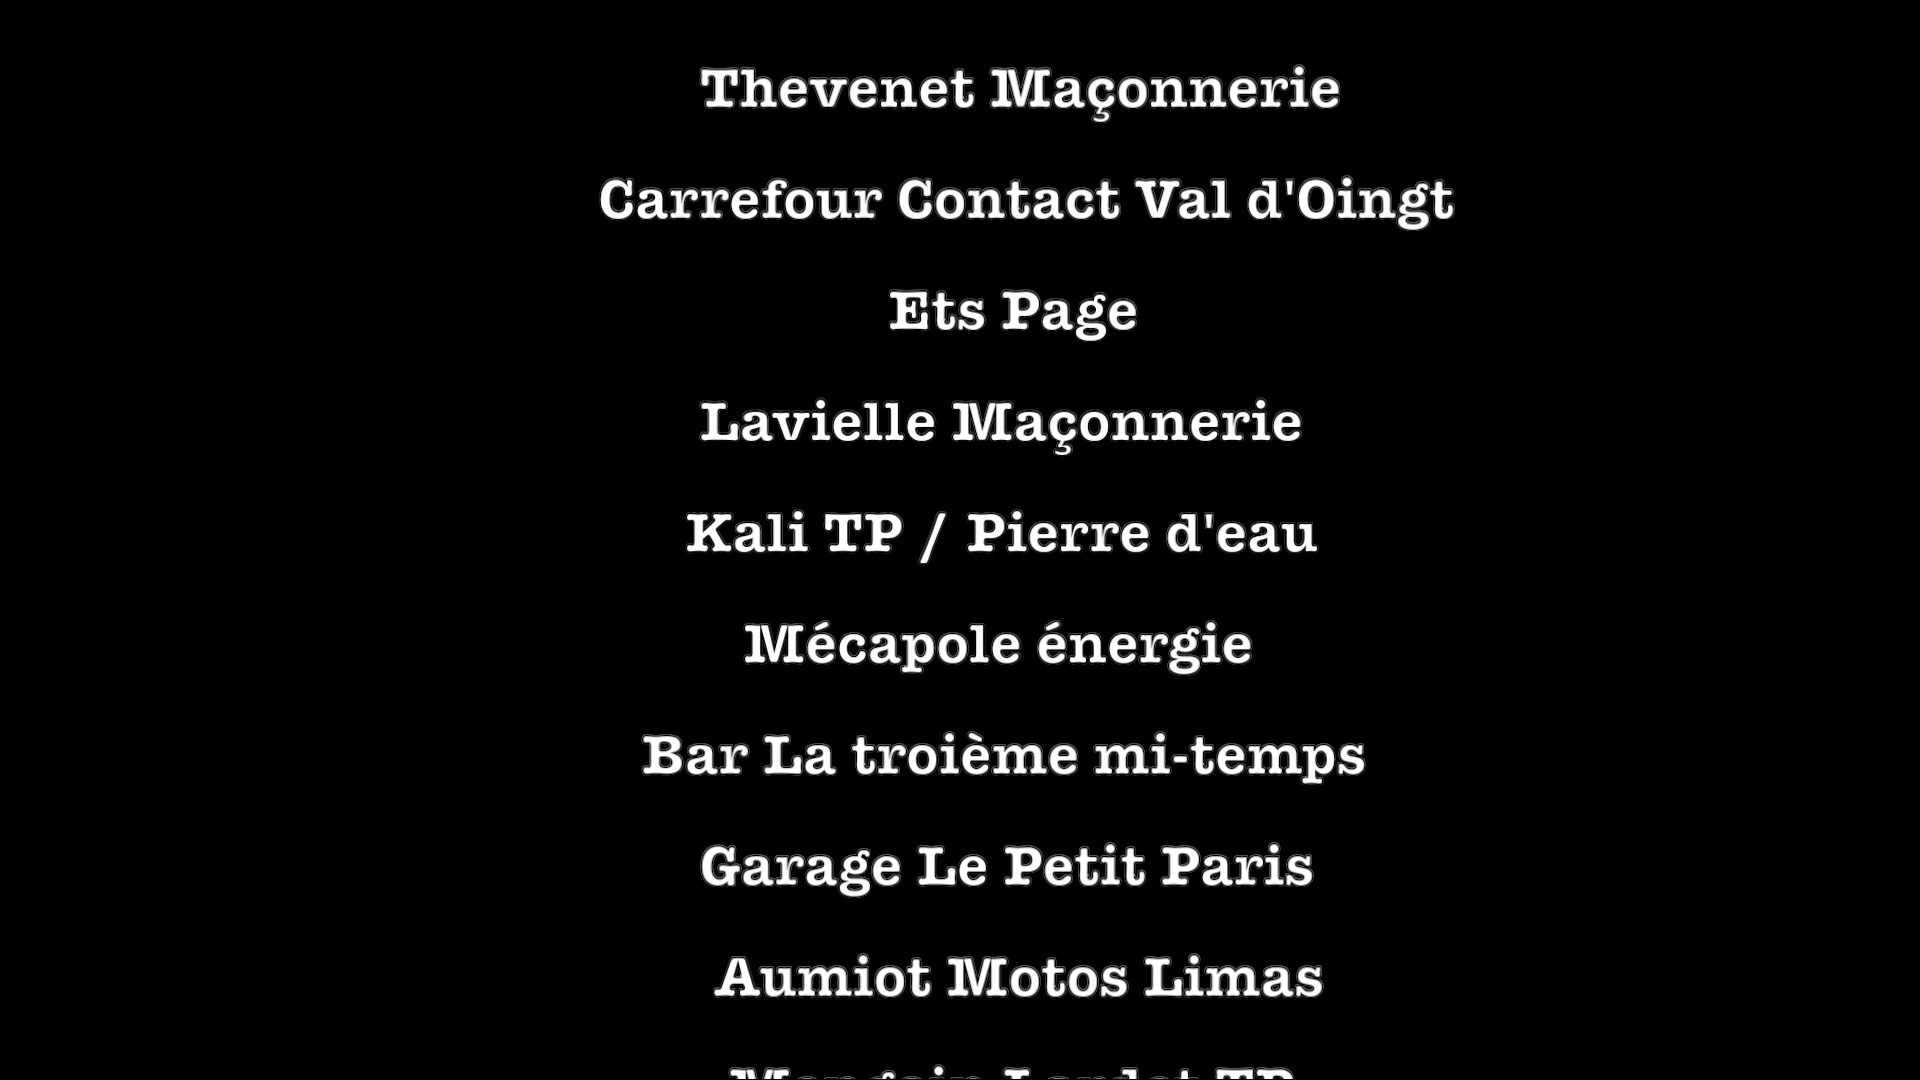 Thevenet Maçonnerie
Carrefour Contact Val d'Oingt
Ets Page
Lavielle Maçonnerie
Kali TP / Pierre d'eau
Mécapole énergie
Bar La troième mi-temps
Garage Le Petit Paris
Aumiot Motos Limas
TP